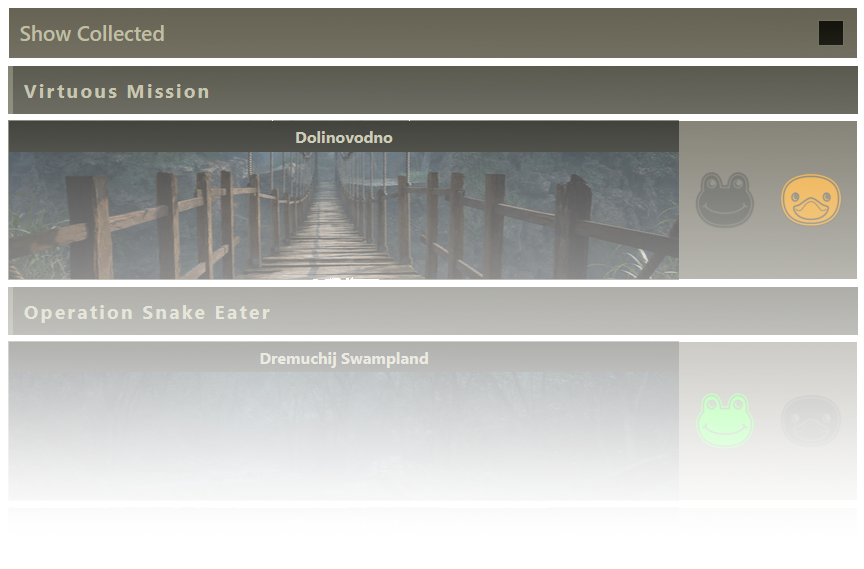 Show Collected
Virtuous Mission
Dolinovodno
Operation Snake Eater
Dremuchij Swampland